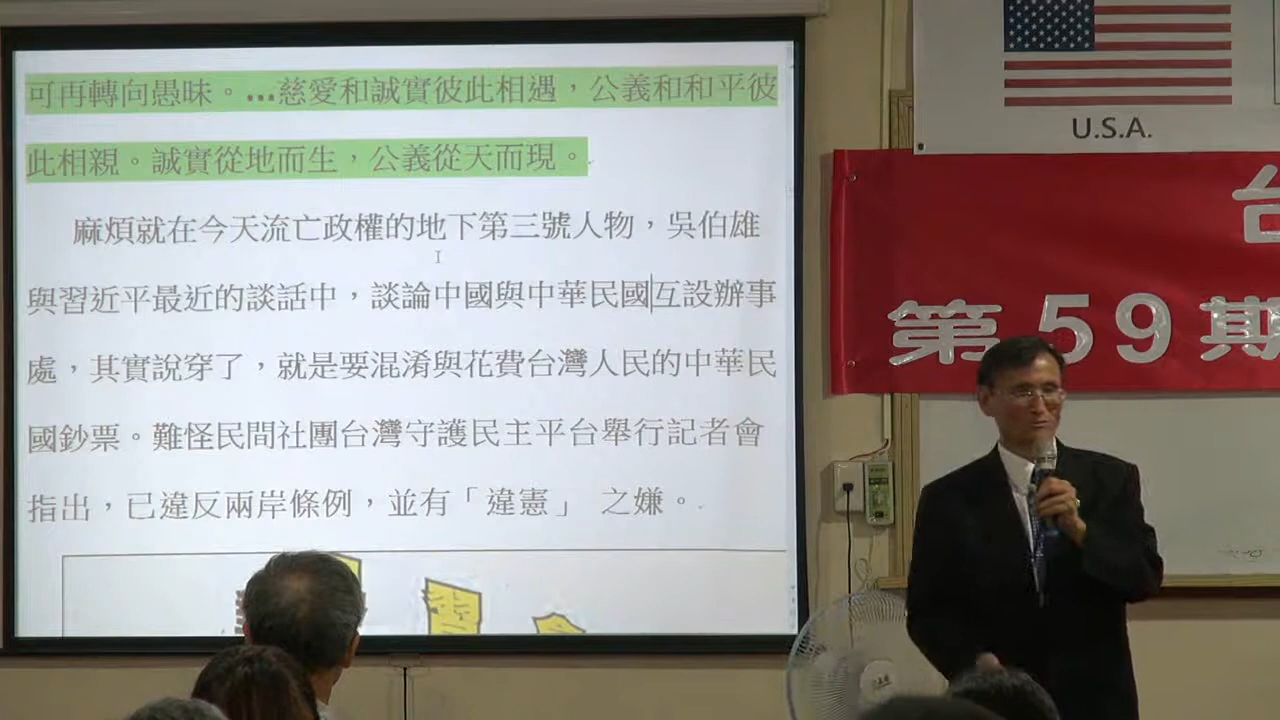 可再轉向愚昧。…慈愛和誠實彼此相遇，公義和和平彼
此相親。誠實從地而生，公義從天而現。
麻煩就在今天流亡政權的地下第三號人物，吳伯雄
與習近平最近的談話中，談論中國與中華民國互設辦事
處，其實說穿了，就是要混淆與花費台灣人民的中華民
國鈔票。難怪民間社團台灣守護民主平台舉行記者會
指出，已違反兩岸條例，並有「違憲」 之嫌。
U.S.A.
台
第59期